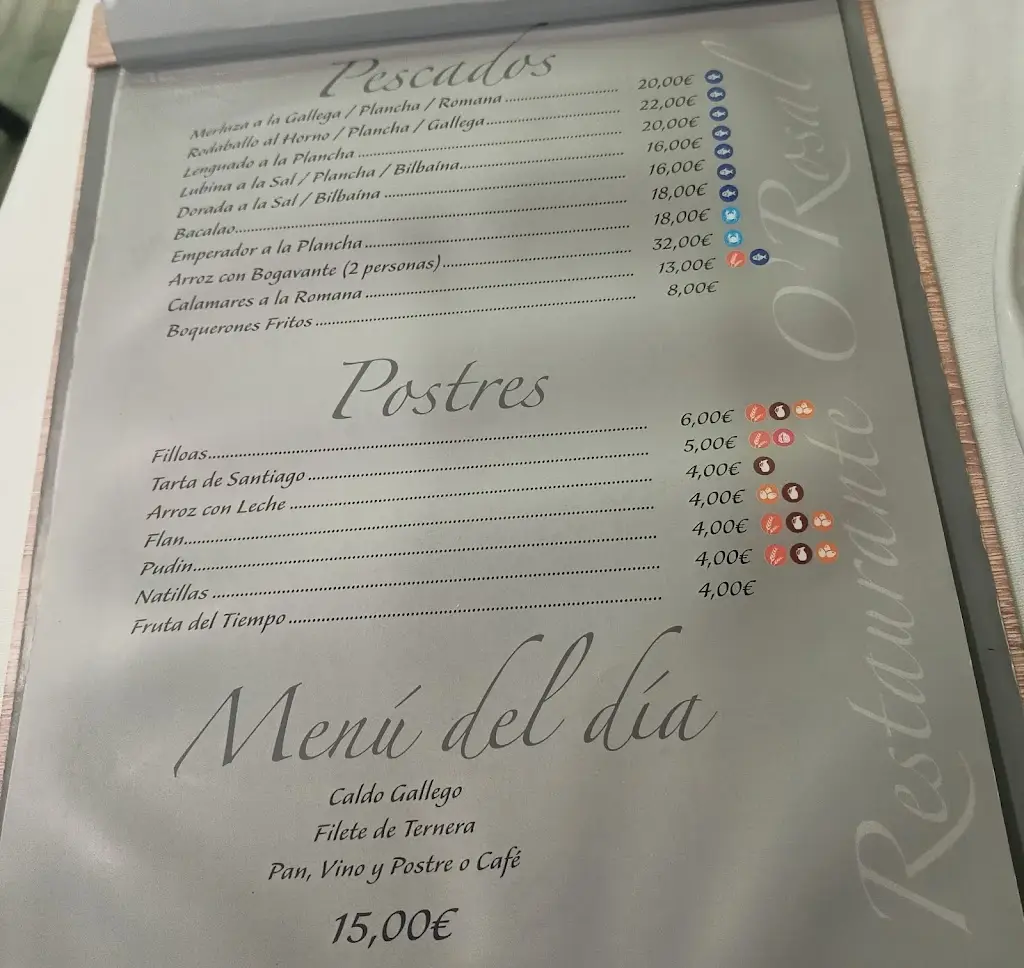 Pescados
Merluza a la Gallega / Plancha / Romana 20,00€
Rodaballo al Horno / Plancha / Gallega 22,00€
Lenguado a la Plancha 20,00€
Lubina a la Sal / Plancha / Bilbaína 16,00€
Dorada a la Sal / Bilbaína 16,00€
Bacalao 18,00€
Emperador a la Plancha 18,00€
Arroz con Bogavante (2 personas) 32,00€
Calamares a la Romana 13,00€
Boquerones Fritos 8,00€
Postres
Filloas 6,00€
Tarta de Santiago 5,00€
Arroz con Leche 4,00€
Flan 4,00€
Pudin 4,00€
Natillas 4,00€
Fruta del Tiempo 4,00€
Menú del día
Caldo Gallego
Filete de Ternera
Pan, Vino y Postre o Café
15,00€
Restaurante O'Rosal